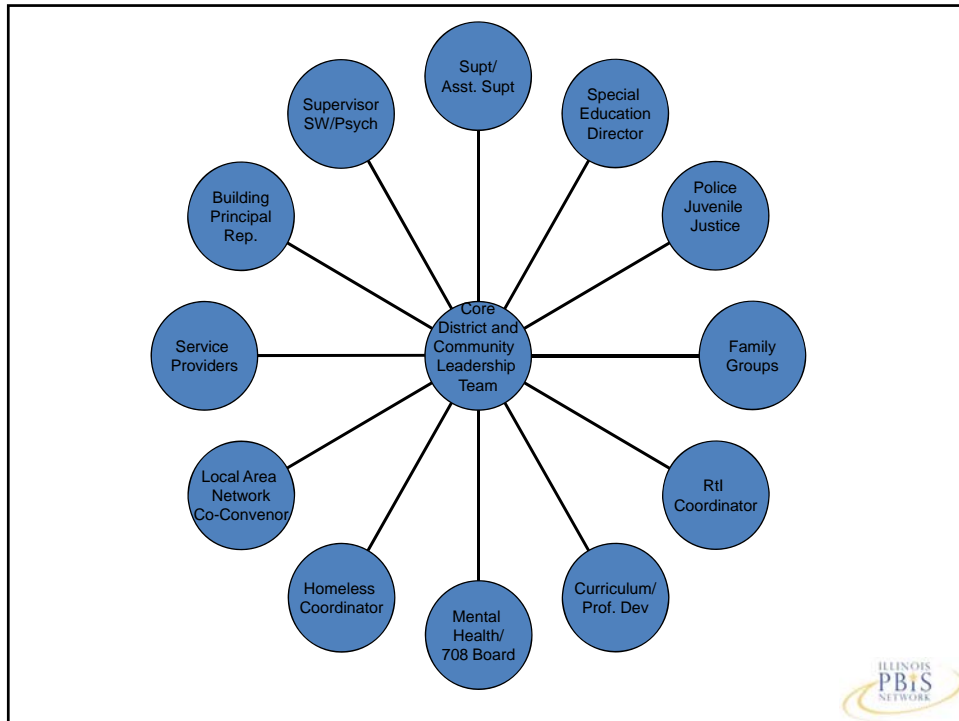 Supt/
Asst. Supt
Special
Education
Director
Police
Juvenile
Justice
Family
Groups
RtI
Coordinator
Curriculum/
Prof. Dev
Mental
Health/
708 Board
Homeless
Coordinator
Local Area
Network
Co-Convenor
Service
Providers
Building
Principal
Rep.
Supervisor
SW/Psych
Core
District and
Community
Leadership
Team
ILLINOIS
PBiS
NETWORK